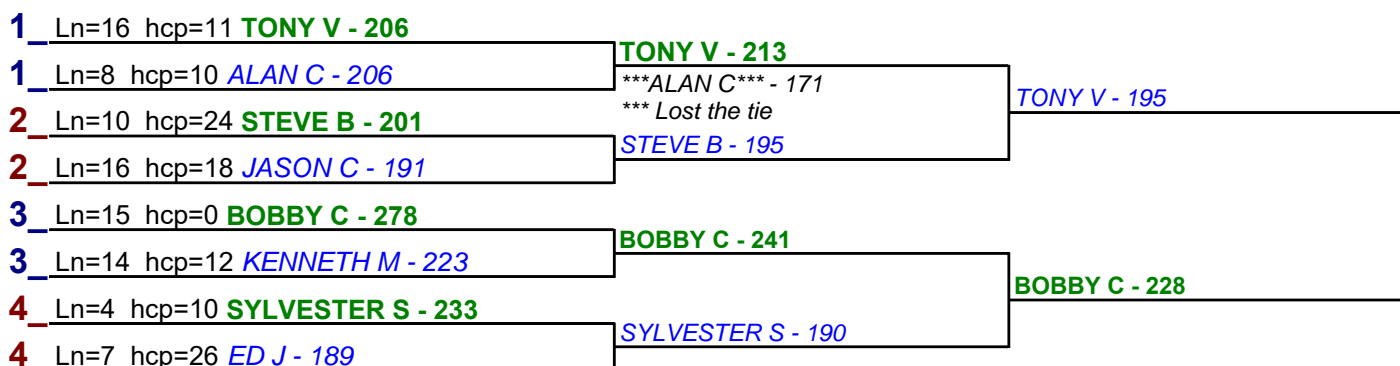 1_ Ln=16 hcp=11 TONY V - 206
1_ Ln=8 hcp=10 ALAN C - 206
2_ Ln=10 hcp=24 STEVE B - 201
2_ Ln=16 hcp=18 JASON C - 191
3_ Ln=15 hcp=0 BOBBY C - 278
3_ Ln=14 hcp=12 KENNETH M - 223
4_ Ln=4 hcp=10 SYLVESTER S - 233
4 Ln=7 hcp=26 ED J - 189
TONY V - 213
***ALAN C*** - 171
*** Lost the tie
STEVE B - 195
BOBBY C - 241
SYLVESTER S - 190
TONY V - 195
BOBBY C - 228